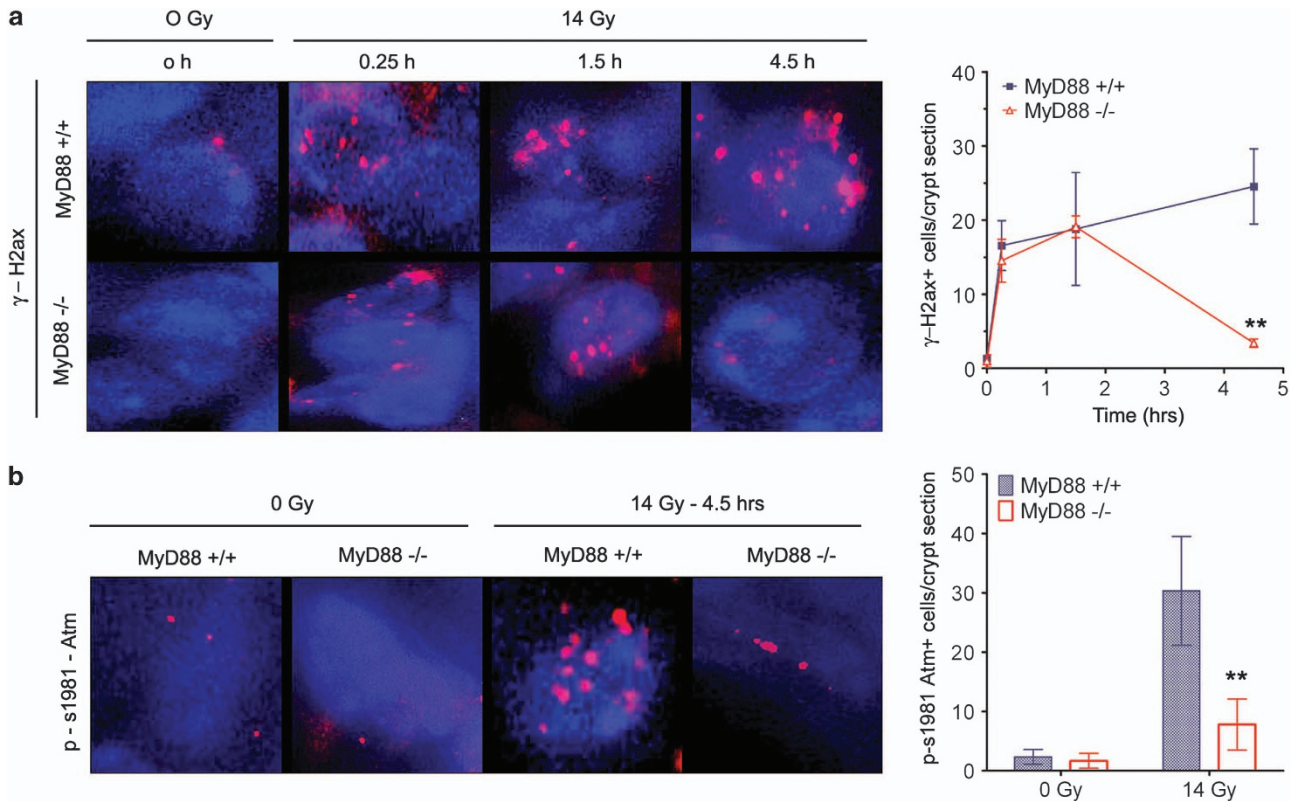 a
O Gy
14 Gy
o h
0.25 h
1.5 h
4.5 h
γ – H2ax
MyD88 +/+
MyD88 -/-
40
30
20
10
0
γ–H2ax+ cells/crypt section
MyD88 +/+
MyD88 -/-
**
0
1
2
3
4
5
Time (hrs)
b
0 Gy
14 Gy - 4.5 hrs
MyD88 +/+
MyD88 -/-
MyD88 +/+
MyD88 -/-
p - s1981 - Atm
50
40
30
20
10
0
p-s1981 Atm+ cells/crypt section
MyD88 +/+
MyD88 -/-
**
0 Gy
14 Gy